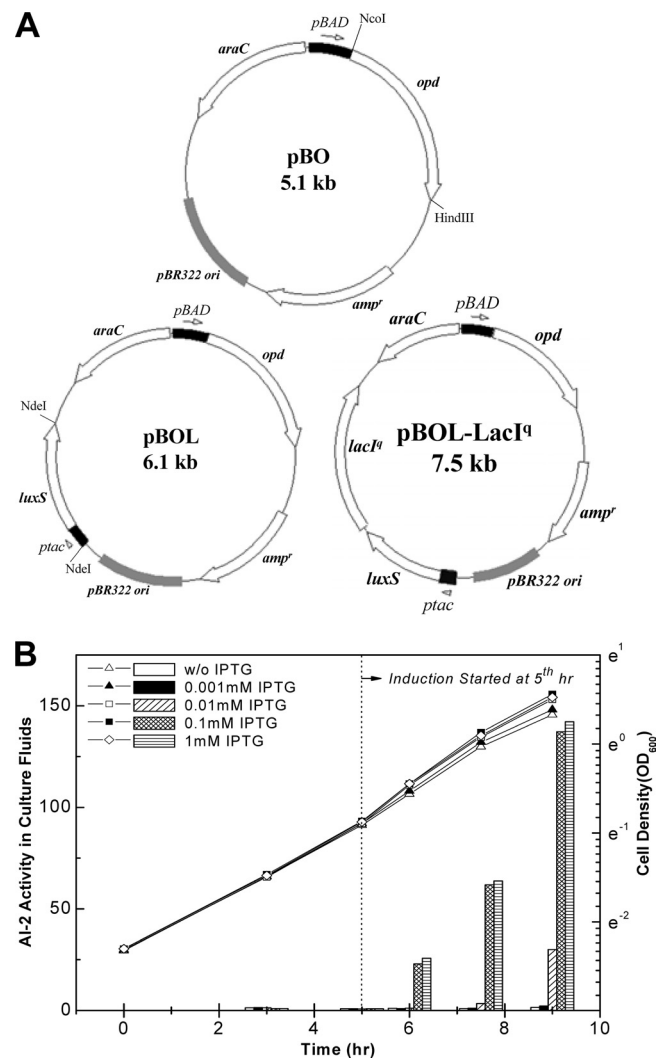 A
pBAD
NcoI
araC
opd
pBO
5.1 kb
HindIII
pBR322 ori
ampʳ
pBAD
araC
opd
NdeI
pBOL
6.1 kb
luxS
ptac
NdeI
pBR322 ori
ampʳ
pBAD
araC
opd
lacIᵠ
pBOL-LacIᵠ
7.5 kb
ampʳ
luxS
pBR322 ori
ptac
B
w/o IPTG
0.001mM IPTG
0.01mM IPTG
0.1mM IPTG
1mM IPTG
Induction Started at 5ᵗʰ hr
AI-2 Activity in Culture Fluids
150
100
50
0
Cell Density(OD₆₀₀)
e¹
e⁰
e⁻¹
e⁻²
0 2 4 6 8 10
Time (hr)